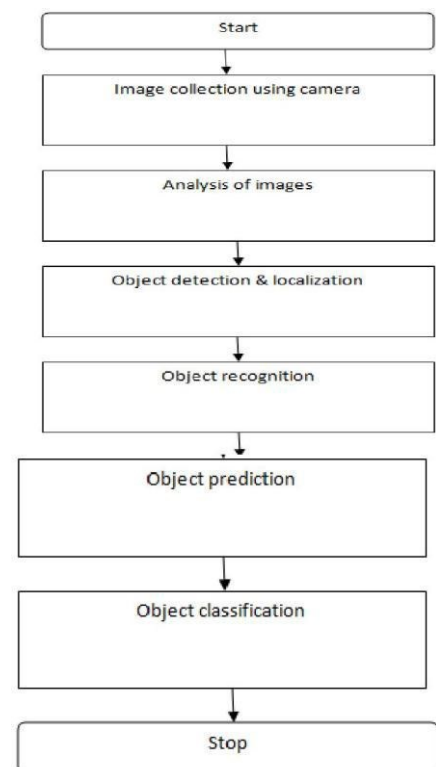 Start
Image collection using camera
Analysis of images
Object detection & localization
Object recognition
Object prediction
Object classification
Stop